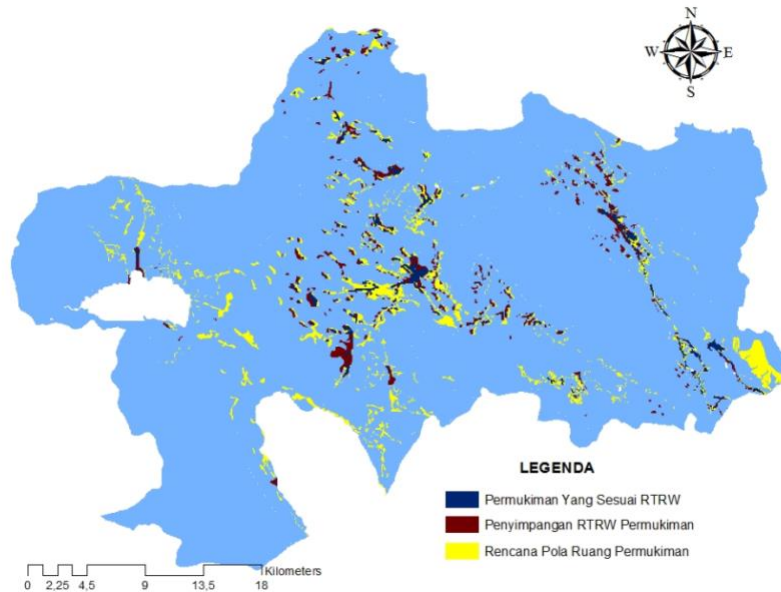 N
W E
S
LEGENDA
Permukiman Yang Sesuai RTRW
Penyimpangan RTRW Permukiman
Rencana Pola Ruang Permukiman
Kilometers
0 2,25 4,5 9 13,5 18